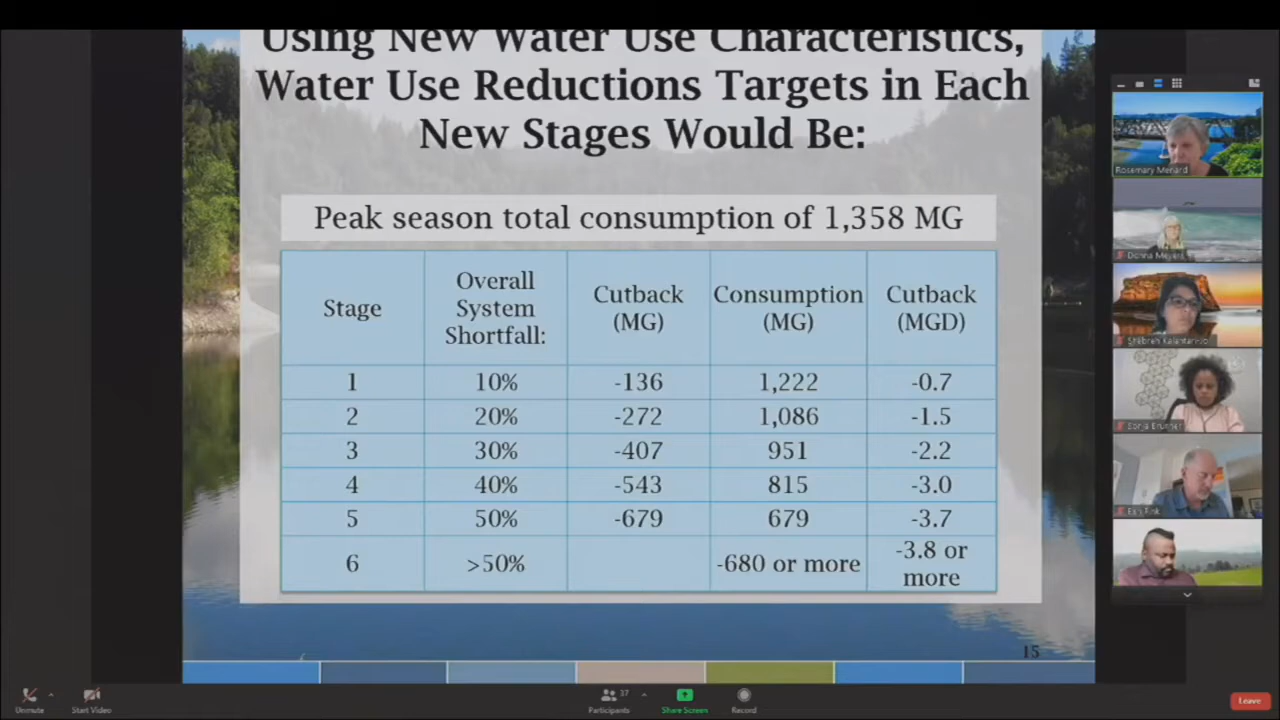 Using New Water Use Characteristics,
Water Use Reductions Targets in Each
New Stages Would Be:
Peak season total consumption of 1,358 MG
Stage
Overall
System
Shortfall:
Cutback
(MG)
Consumption
(MG)
Cutback
(MGD)
1 10% -136 1,222 -0.7
2 20% -272 1,086 -1.5
3 30% -407 951 -2.2
4 40% -543 815 -3.0
5 50% -679 679 -3.7
6 >50% -680 or more -3.8 or
more
15
Rosemary Menard
Donna Meyers
Sonja Brunner
Unmute
Start Video
37
Participants
Share Screen
Record
Leave